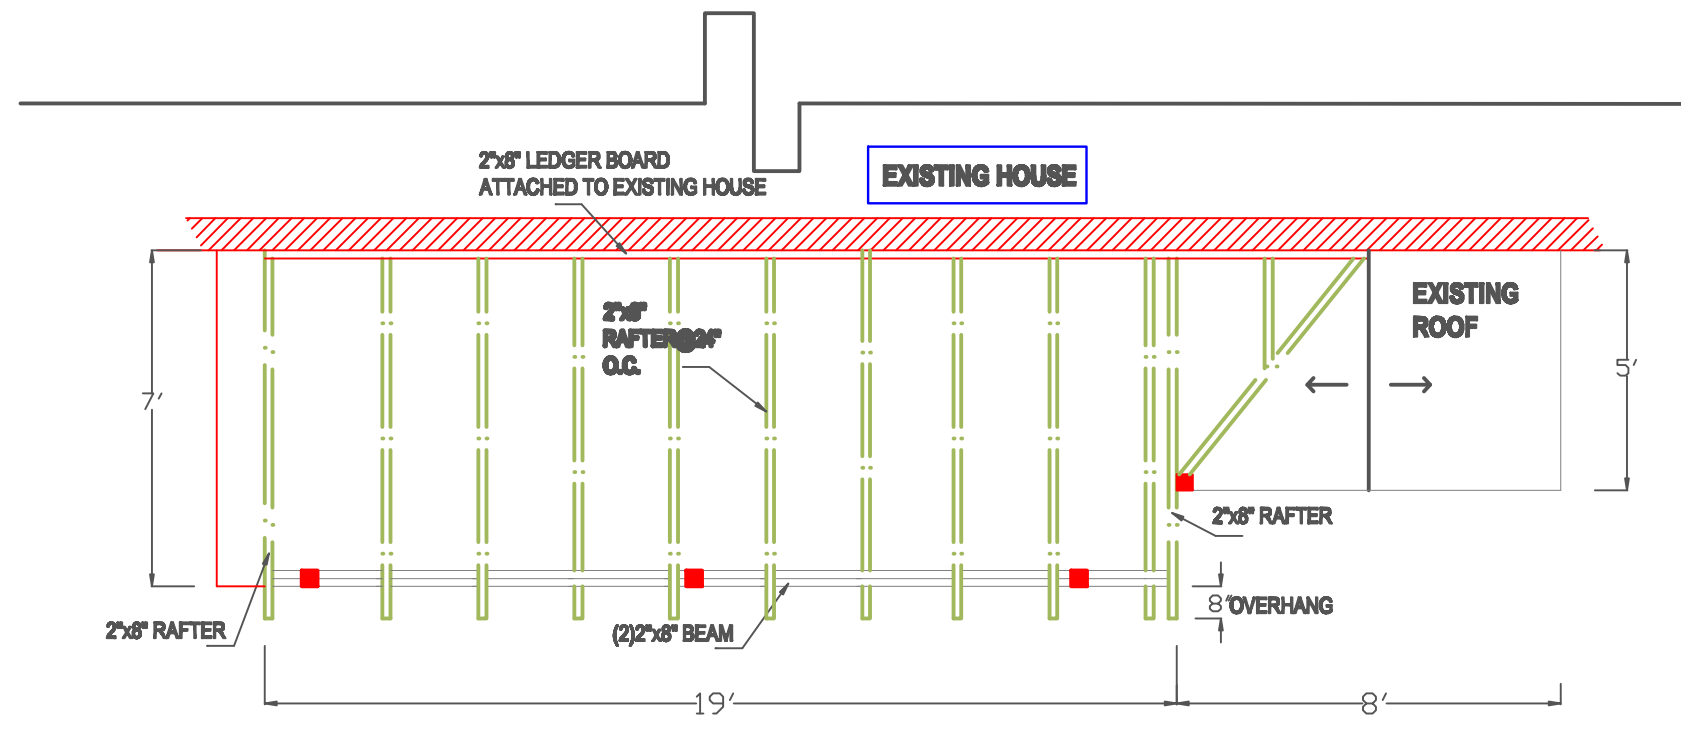 2"x8" LEDGER BOARD
ATTACHED TO EXISTING HOUSE
EXISTING HOUSE
2"x8"
RAFTER@24"
O.C.
EXISTING
ROOF
7'
5'
2"x8" RAFTER
8" OVERHANG
2"x8" RAFTER
(2)2"x8" BEAM
19'
8'